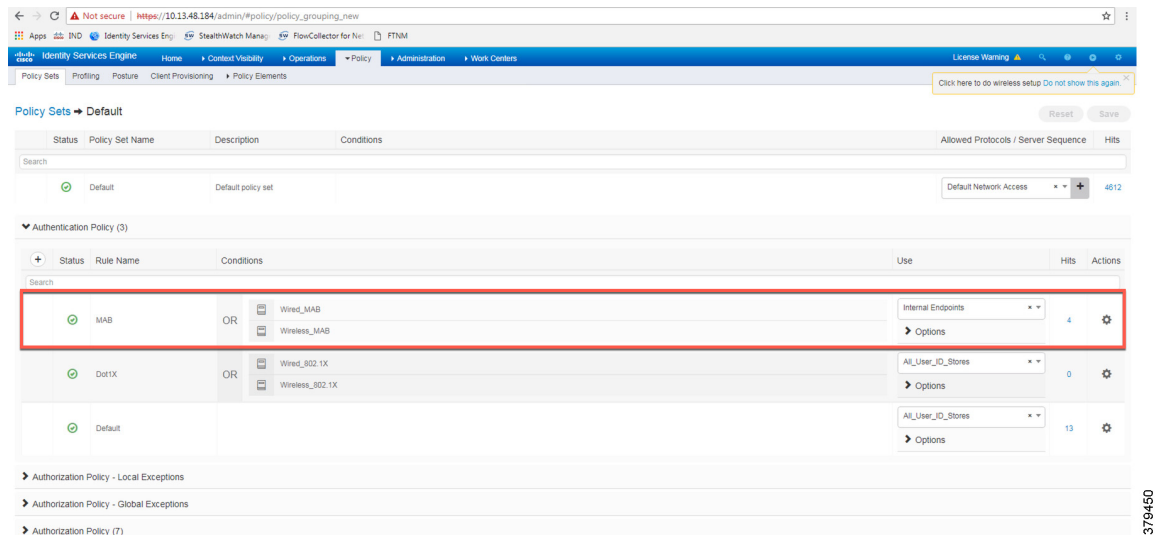 Not secure | https://10.13.48.184/admin/#policy/policy_grouping_new
Apps IND Identity Services Engi StealthWatch Manag FlowCollector for Net FTNM
cisco Identity Services Engine Home Context Visibility Operations Policy Administration Work Centers License Warning
Policy Sets Profiling Posture Client Provisioning Policy Elements
Click here to do wireless setup Do not show this again.
Policy Sets → Default Reset Save
Status Policy Set Name Description Conditions Allowed Protocols / Server Sequence Hits
Search
Default Default policy set Default Network Access × + 4612
Authentication Policy (3)
+ Status Rule Name Conditions Use Hits Actions
Search
MAB OR Wired_MAB Internal Endpoints × 4
Wireless_MAB Options
Dot1X OR Wired_802.1X All_User_ID_Stores × 0
Wireless_802.1X Options
Default All_User_ID_Stores × 13
Options
Authorization Policy - Local Exceptions
Authorization Policy - Global Exceptions
Authorization Policy (7)
379450